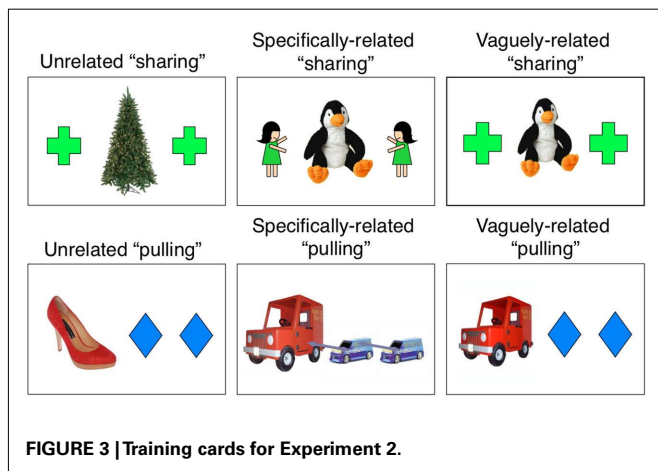 Unrelated “sharing”
Specifically-related
“sharing”
Vaguely-related
“sharing”
Unrelated “pulling”
Specifically-related
“pulling”
Vaguely-related
“pulling”
FIGURE 3 | Training cards for Experiment 2.